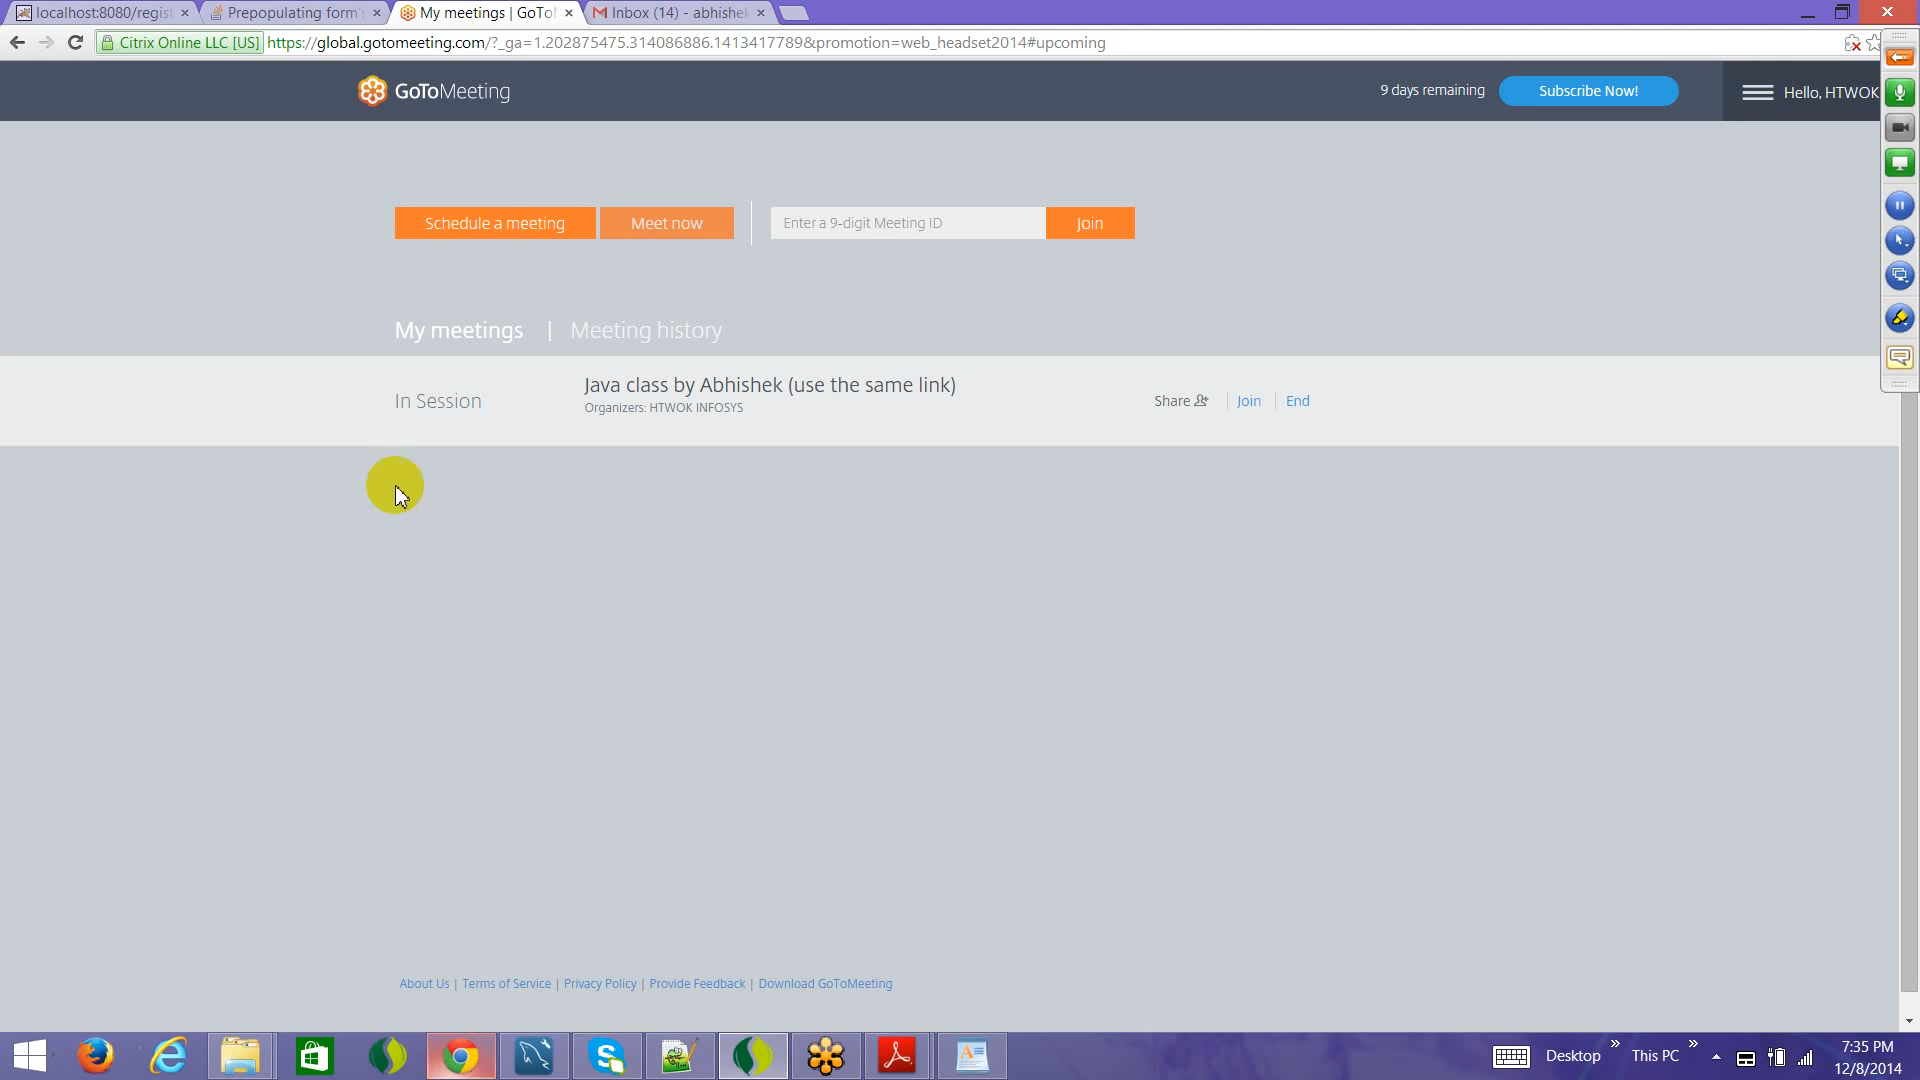 localhost:8080/regist
Prepopulating form's
My meetings | GoTo
Inbox (14) - abhishek
Citrix Online LLC [US]
https://global.gotomeeting.com/?_ga=1.202875475.314086886.1413417789&promotion=web_headset2014#upcoming
GoToMeeting
9 days remaining
Subscribe Now!
Hello, HTWOK
Schedule a meeting
Meet now
Enter a 9-digit Meeting ID
Join
My meetings | Meeting history
In Session
Java class by Abhishek (use the same link)
Organizers: HTWOK INFOSYS
Share
Join
End
About Us | Terms of Service | Privacy Policy | Provide Feedback | Download GoToMeeting
Desktop
This PC
7:35 PM
12/8/2014